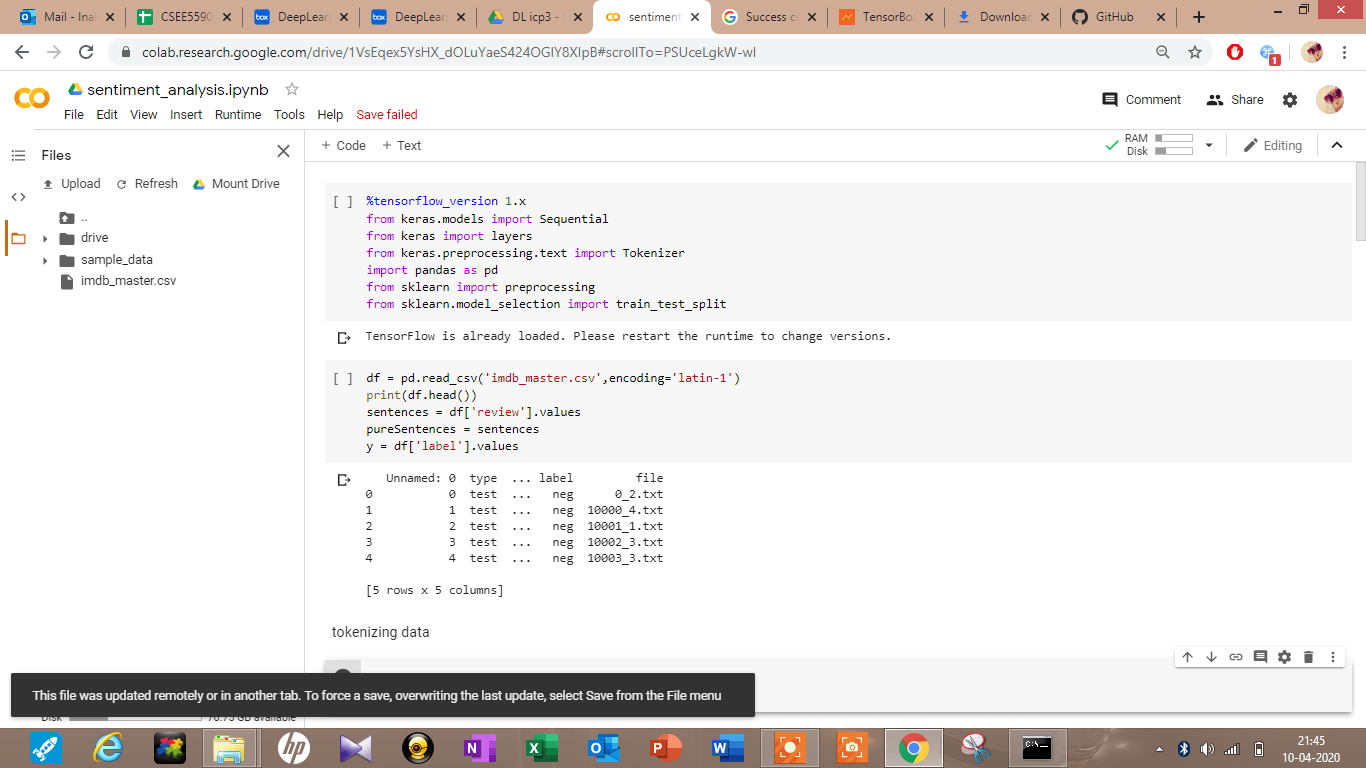 Mail - Inal
CSEE5590
DeepLear
DeepLear
DL icp3 -
sentiment
Success c
TensorBo
Downloa
GitHub
colab.research.google.com/drive/1VsEqex5YsHX_dOLuYaeS424OGIY8XIpB#scrollTo=PSUceLgkW-wI
1
sentiment_analysis.ipynb
File Edit View Insert Runtime Tools Help Save failed
Comment Share
Files
+ Code + Text
RAM
Disk
Editing
Upload Refresh Mount Drive
..
drive
sample_data
imdb_master.csv
[ ] %tensorflow_version 1.x
from keras.models import Sequential
from keras import layers
from keras.preprocessing.text import Tokenizer
import pandas as pd
from sklearn import preprocessing
from sklearn.model_selection import train_test_split
TensorFlow is already loaded. Please restart the runtime to change versions.
[ ] df = pd.read_csv('imdb_master.csv',encoding='latin-1')
print(df.head())
sentences = df['review'].values
pureSentences = sentences
y = df['label'].values
Unnamed: 0 type ... label file
0 0 test ... neg 0_2.txt
1 1 test ... neg 10000_4.txt
2 2 test ... neg 10001_1.txt
3 3 test ... neg 10002_3.txt
4 4 test ... neg 10003_3.txt
[5 rows x 5 columns]
tokenizing data
This file was updated remotely or in another tab. To force a save, overwriting the last update, select Save from the File menu
Disk 76.75 GB available
21:45
10-04-2020